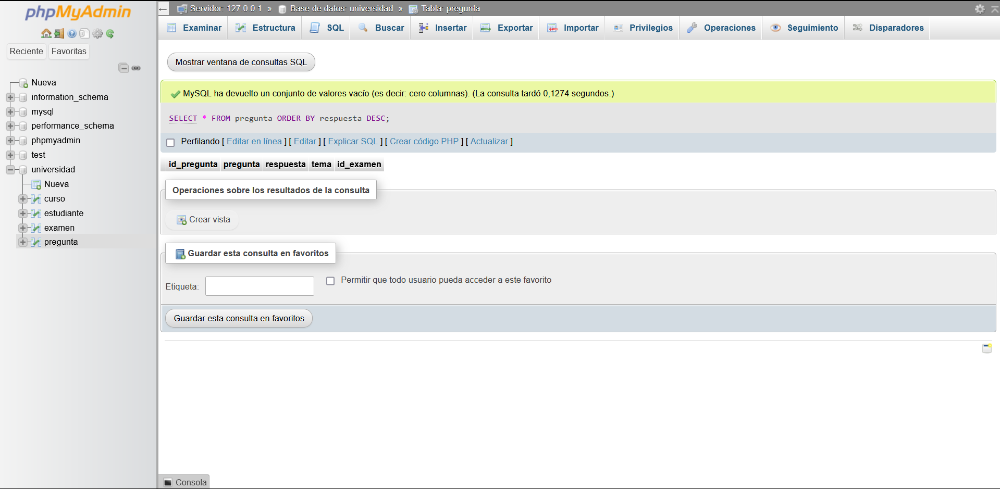 phpMyAdmin
Reciente Favoritas
Nueva
information_schema
mysql
performance_schema
phpmyadmin
test
universidad
Nueva
curso
estudiante
examen
pregunta
← Servidor: 127.0.0.1 » Base de datos: universidad » Tabla: pregunta
Examinar Estructura SQL Buscar Insertar Exportar Importar Privilegios Operaciones Seguimiento Disparadores
Mostrar ventana de consultas SQL
MySQL ha devuelto un conjunto de valores vacío (es decir: cero columnas). (La consulta tardó 0,1274 segundos.)
SELECT * FROM pregunta ORDER BY respuesta DESC;
Perfilando [ Editar en línea ] [ Editar ] [ Explicar SQL ] [ Crear código PHP ] [ Actualizar ]
id_pregunta pregunta respuesta tema id_examen
Operaciones sobre los resultados de la consulta
Crear vista
Guardar esta consulta en favoritos
Etiqueta: Permitir que todo usuario pueda acceder a este favorito
Guardar esta consulta en favoritos
Consola